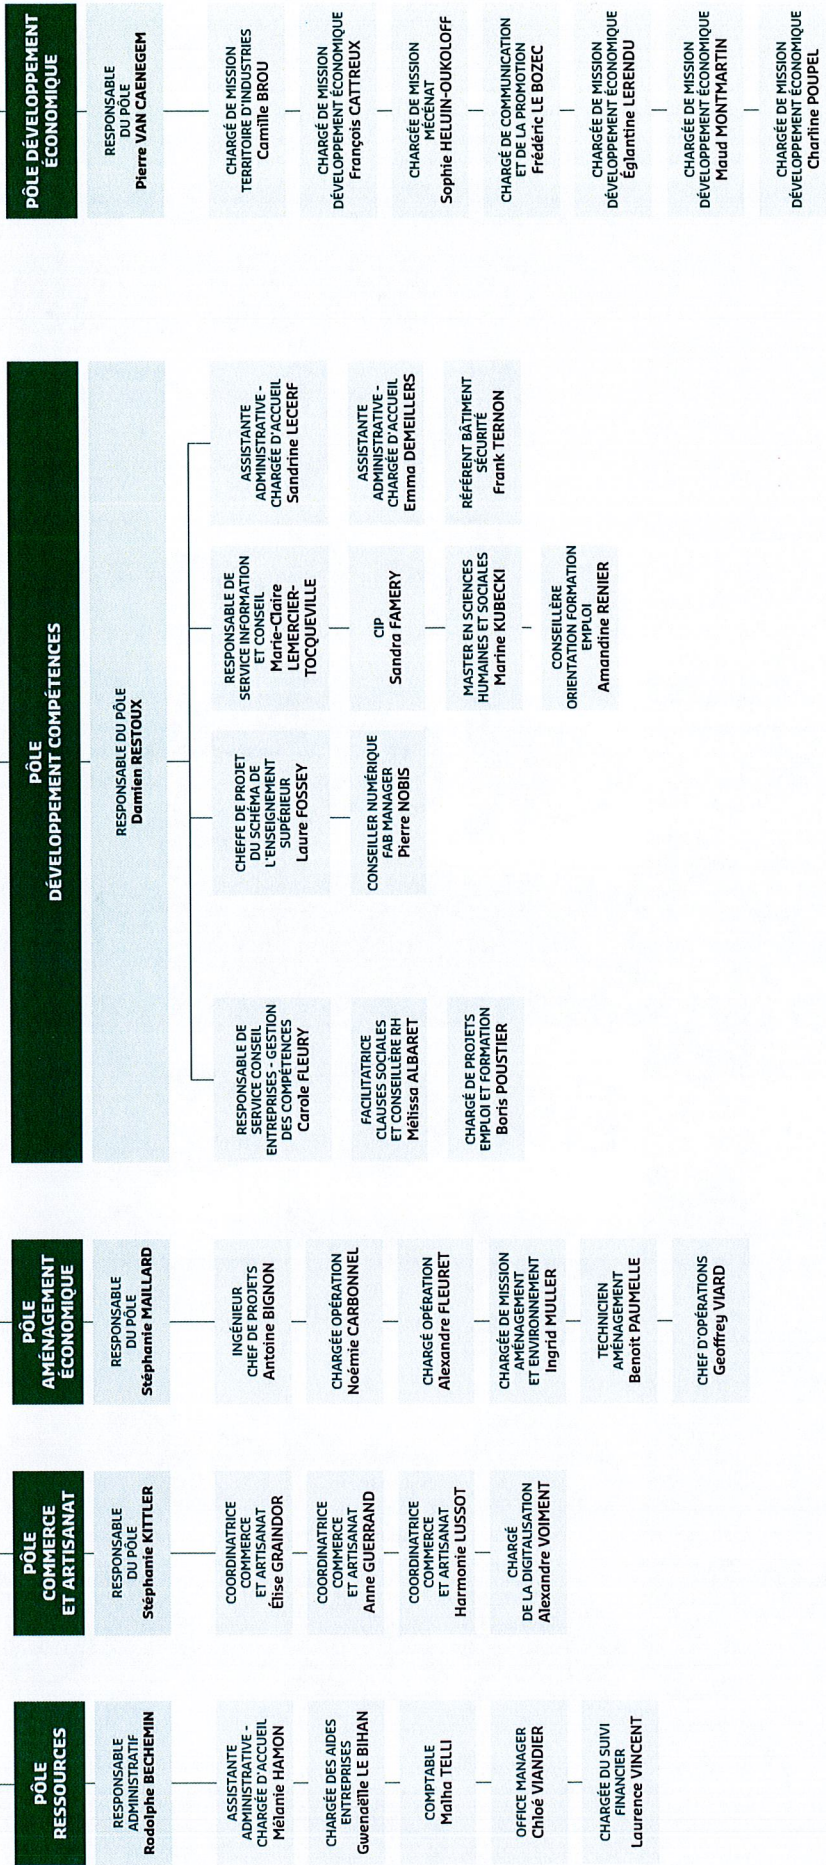 PÔLE
RESSOURCES
RESPONSABLE
ADMINISTRATIF
Rodolphe BECHEMIN
ASSISTANTE
ADMINISTRATIVE -
CHARGÉE D'ACCUEIL
Mélanie HAMON
CHARGÉE DES AIDES
ENTREPRISES
Gwenaëlle LE BIHAN
COMPTABLE
Malha TELLI
OFFICE MANAGER
Chloé VIANDIER
CHARGÉE DU SUIVI
FINANCIER
Laurence VINCENT
PÔLE
COMMERCE
ET ARTISANAT
RESPONSABLE
DU PÔLE
Stéphanie KITTLER
COORDINATRICE
COMMERCE
ET ARTISANAT
Élise GRAINDOR
COORDINATRICE
COMMERCE
ET ARTISANAT
Anne GUERRAND
COORDINATRICE
COMMERCE
ET ARTISANAT
Harmonie LUSSOT
CHARGÉ
DE LA DIGITALISATION
Alexandre VOIMENT
PÔLE
AMÉNAGEMENT
ÉCONOMIQUE
RESPONSABLE
DU PÔLE
Stéphanie MAILLARD
INGÉNIEUR
CHEF DE PROJETS
Antoine BIGNON
CHARGÉE OPÉRATION
Noémie CARBONNEL
CHARGÉ OPÉRATION
Alexandre FLEURET
CHARGÉE DE MISSION
AMÉNAGEMENT
ET ENVIRONNEMENT
Ingrid MULLER
TECHNICIEN
AMÉNAGEMENT
Benoit PAUMELLE
CHEF D'OPÉRATIONS
Geoffrey VIARD
PÔLE
DÉVELOPPEMENT COMPÉTENCES
RESPONSABLE DU PÔLE
Damien RESTOUX
RESPONSABLE DE
SERVICE CONSEIL
ENTREPRISES - GESTION
DES COMPÉTENCES
Carole FLEURY
FACILITATRICE
CLAUSES SOCIALES
ET CONSEILLÈRE RH
Mélissa ALBARET
CHARGÉ DE PROJETS
EMPLOI ET FORMATION
Boris POUSTIER
CHEFFE DE PROJET
DU SCHÉMA DE
L'ENSEIGNEMENT
SUPÉRIEUR
Laure FOSSEY
CONSEILLER NUMÉRIQUE
FAB MANAGER
Pierre NOBIS
RESPONSABLE DE
SERVICE INFORMATION
ET CONSEIL
Marie-Claire
LEMERCIER-
TOCQUEVILLE
CIP
Sandra FAMERY
MASTER EN SCIENCES
HUMAINES ET SOCIALES
Marine KUBECKI
CONSEILLÈRE
ORIENTATION FORMATION
EMPLOI
Amandine RENIER
ASSISTANTE
ADMINISTRATIVE -
CHARGÉE D'ACCUEIL
Sandrine LECERF
ASSISTANTE
ADMINISTRATIVE -
CHARGÉE D'ACCUEIL
Emma DEMEILLERS
RÉFÉRENT BÂTIMENT
SÉCURITÉ
Frank TERNON
PÔLE DÉVELOPPEMENT
ÉCONOMIQUE
RESPONSABLE
DU PÔLE
Pierre VAN CAENEGEM
CHARGÉ DE MISSION
TERRITOIRE D'INDUSTRIES
Camille BROU
CHARGÉ DE MISSION
DÉVELOPPEMENT ÉCONOMIQUE
François CATTREUX
CHARGÉE DE MISSION
MÉCÉNAT
Sophie HELUIN-OUKOLOFF
CHARGÉ DE COMMUNICATION
ET DE LA PROMOTION
Frédéric LE BOZEC
CHARGÉE DE MISSION
DÉVELOPPEMENT ÉCONOMIQUE
Églantine LERENDU
CHARGÉE DE MISSION
DÉVELOPPEMENT ÉCONOMIQUE
Maud MONTMARTIN
CHARGÉE DE MISSION
DÉVELOPPEMENT ÉCONOMIQUE
Charline POUPEL